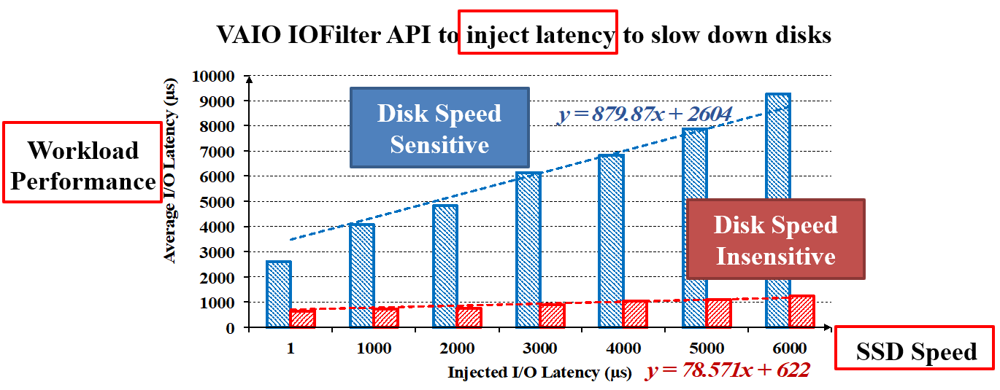 VAIO IOFilter API to inject latency to slow down disks
Workload
Performance
Average I/O Latency (µs)
10000
9000
8000
7000
6000
5000
4000
3000
2000
1000
0
Disk Speed
Sensitive
y = 879.87x + 2604
Disk Speed
Insensitive
1 1000 2000 3000 4000 5000 6000
Injected I/O Latency (µs)
y = 78.571x + 622
SSD Speed